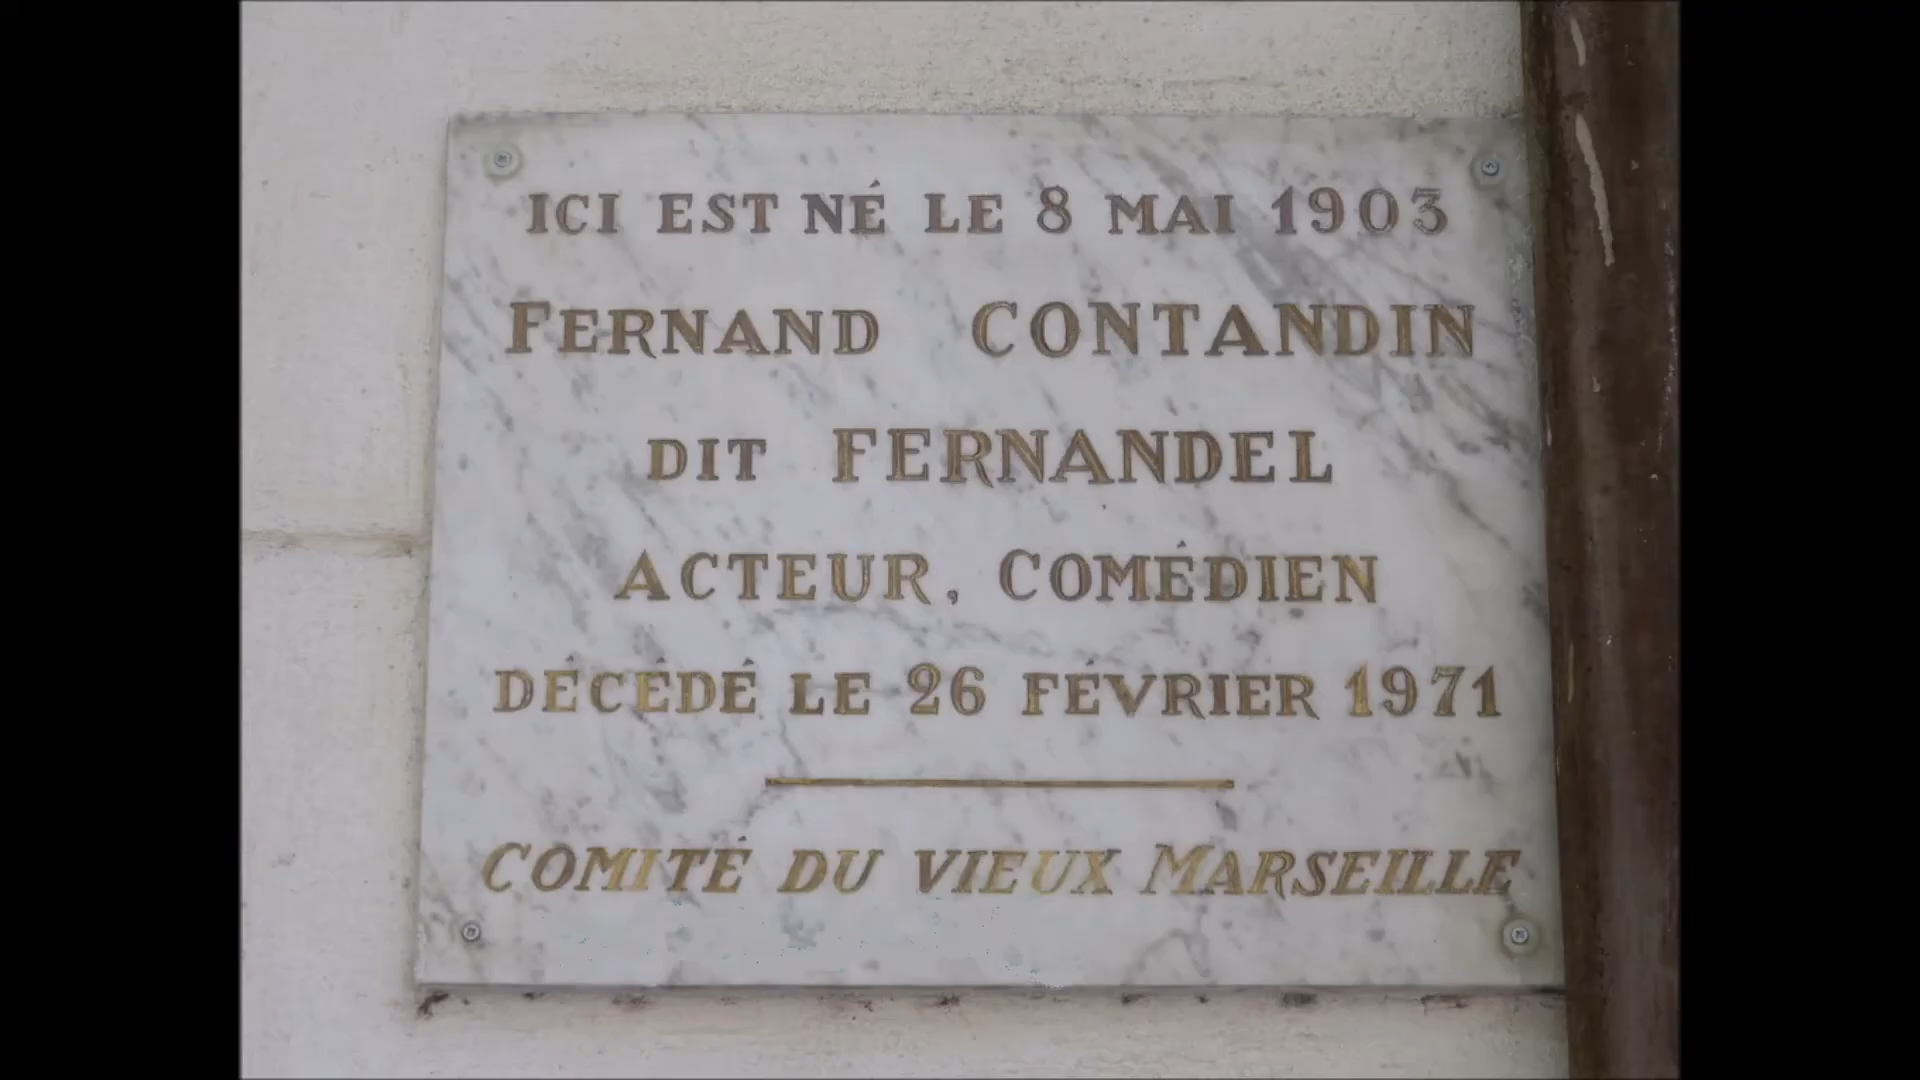 ICI EST NÉ LE 8 MAI 1903
FERNAND CONTANDIN
DIT FERNANDEL
ACTEUR, COMÉDIEN
DÉCÉDÉ LE 26 FÉVRIER 1971
COMITÉ DU VIEUX MARSEILLE